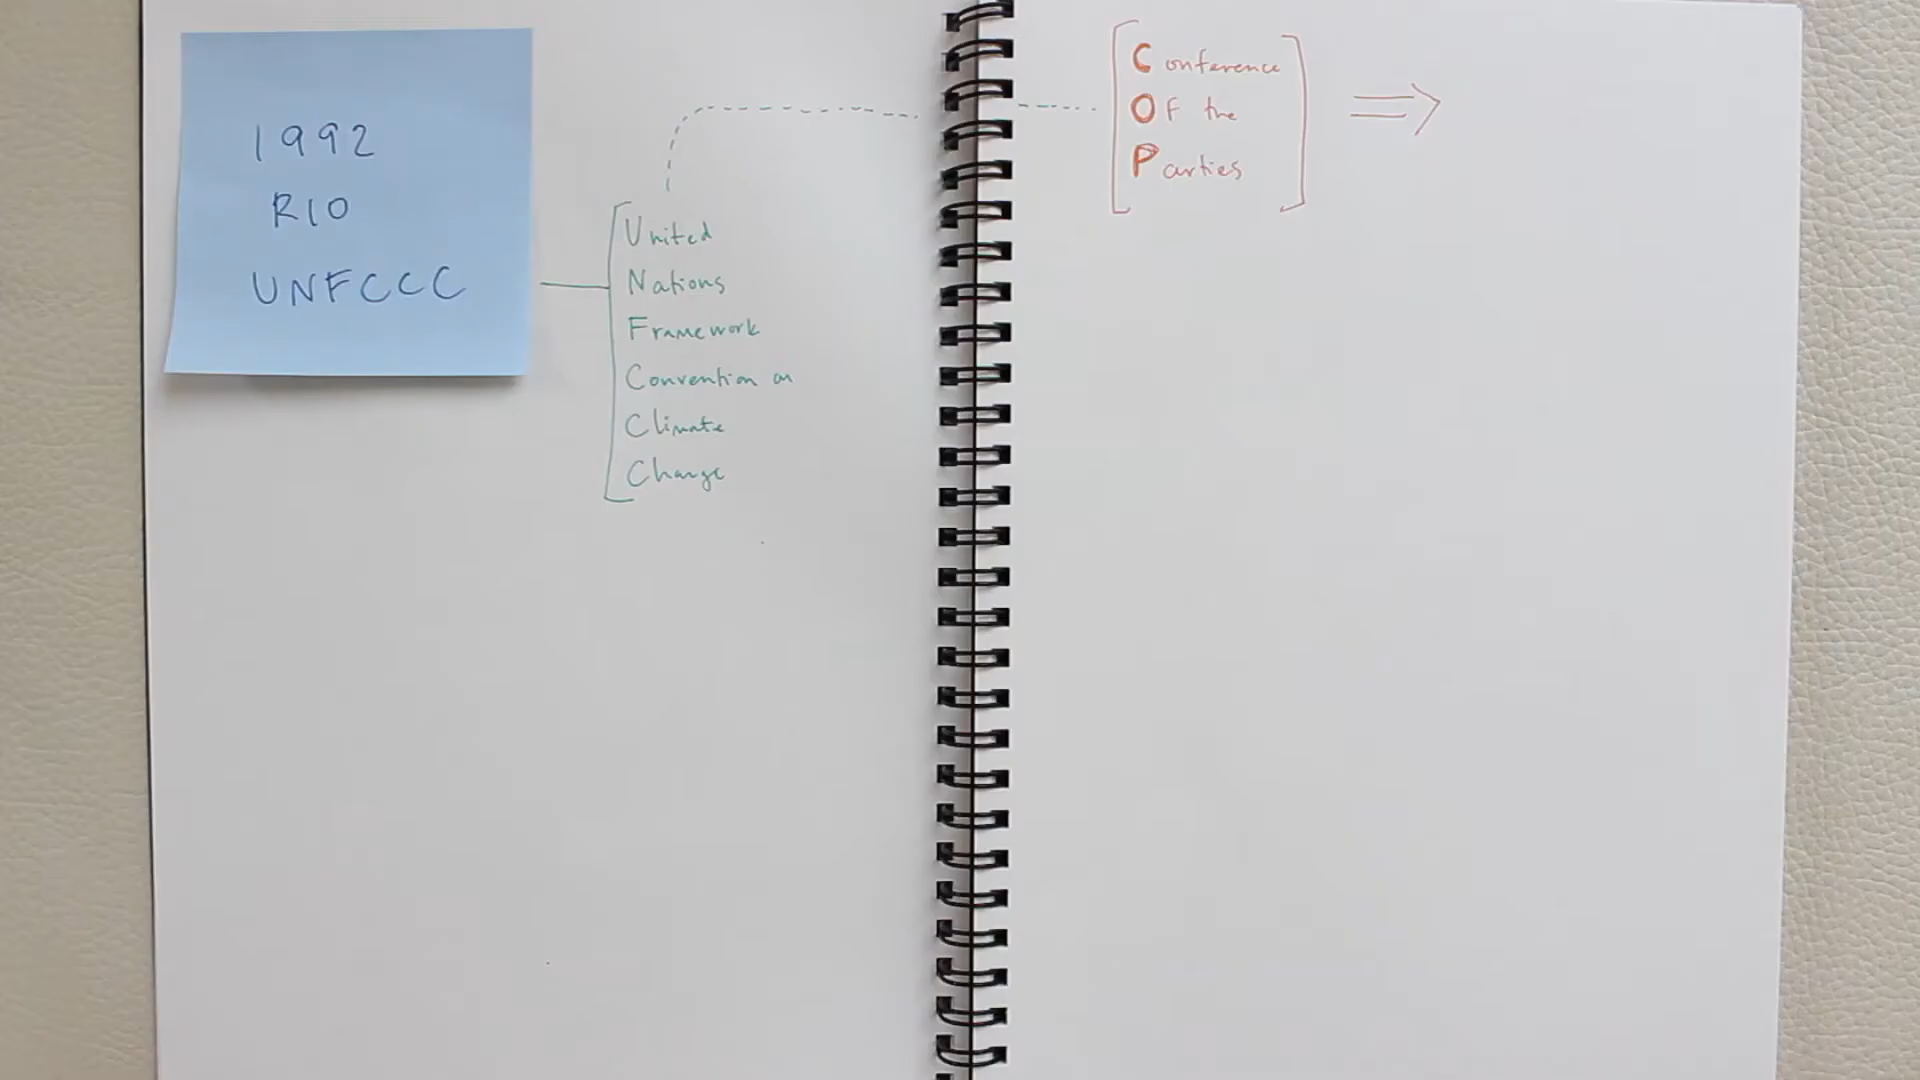 1992
RIO
UNFCCC
United
Nations
Framework
Convention on
Climate
Change
Conference
OF the
Parties